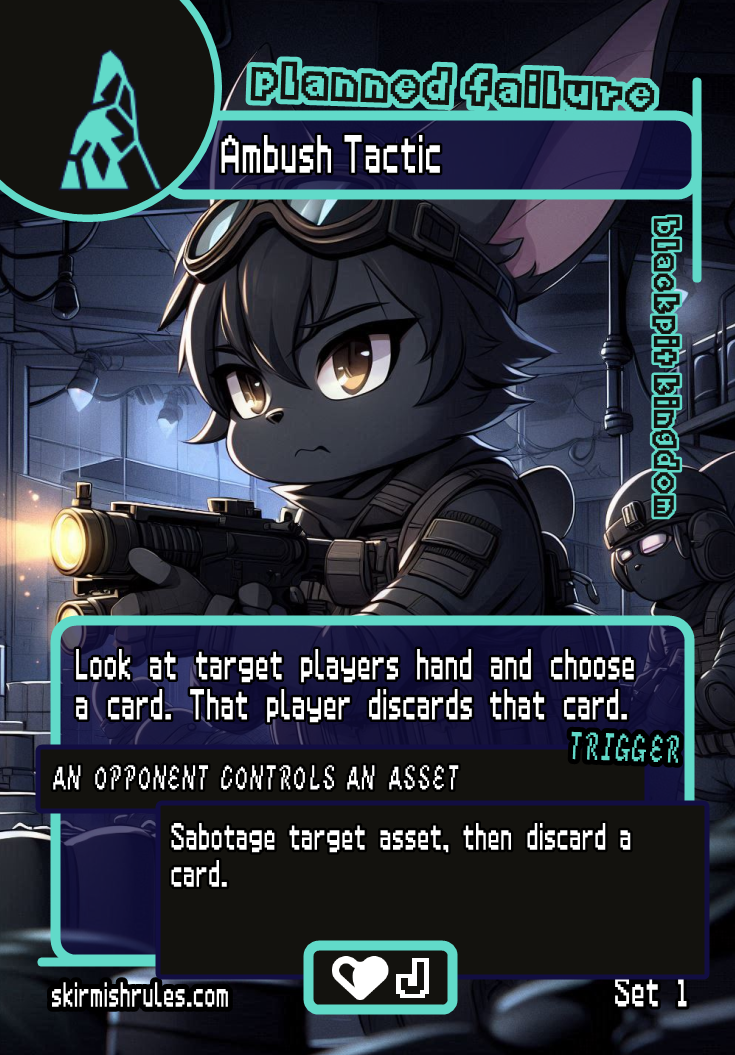 planned failure
Ambush Tactic
blackpit kingdom
Look at target players hand and choose
a card. That player discards that card.
TRIGGER
AN OPPONENT CONTROLS AN ASSET
Sabotage target asset, then discard a
card.
J
skirmishrules.com
Set 1